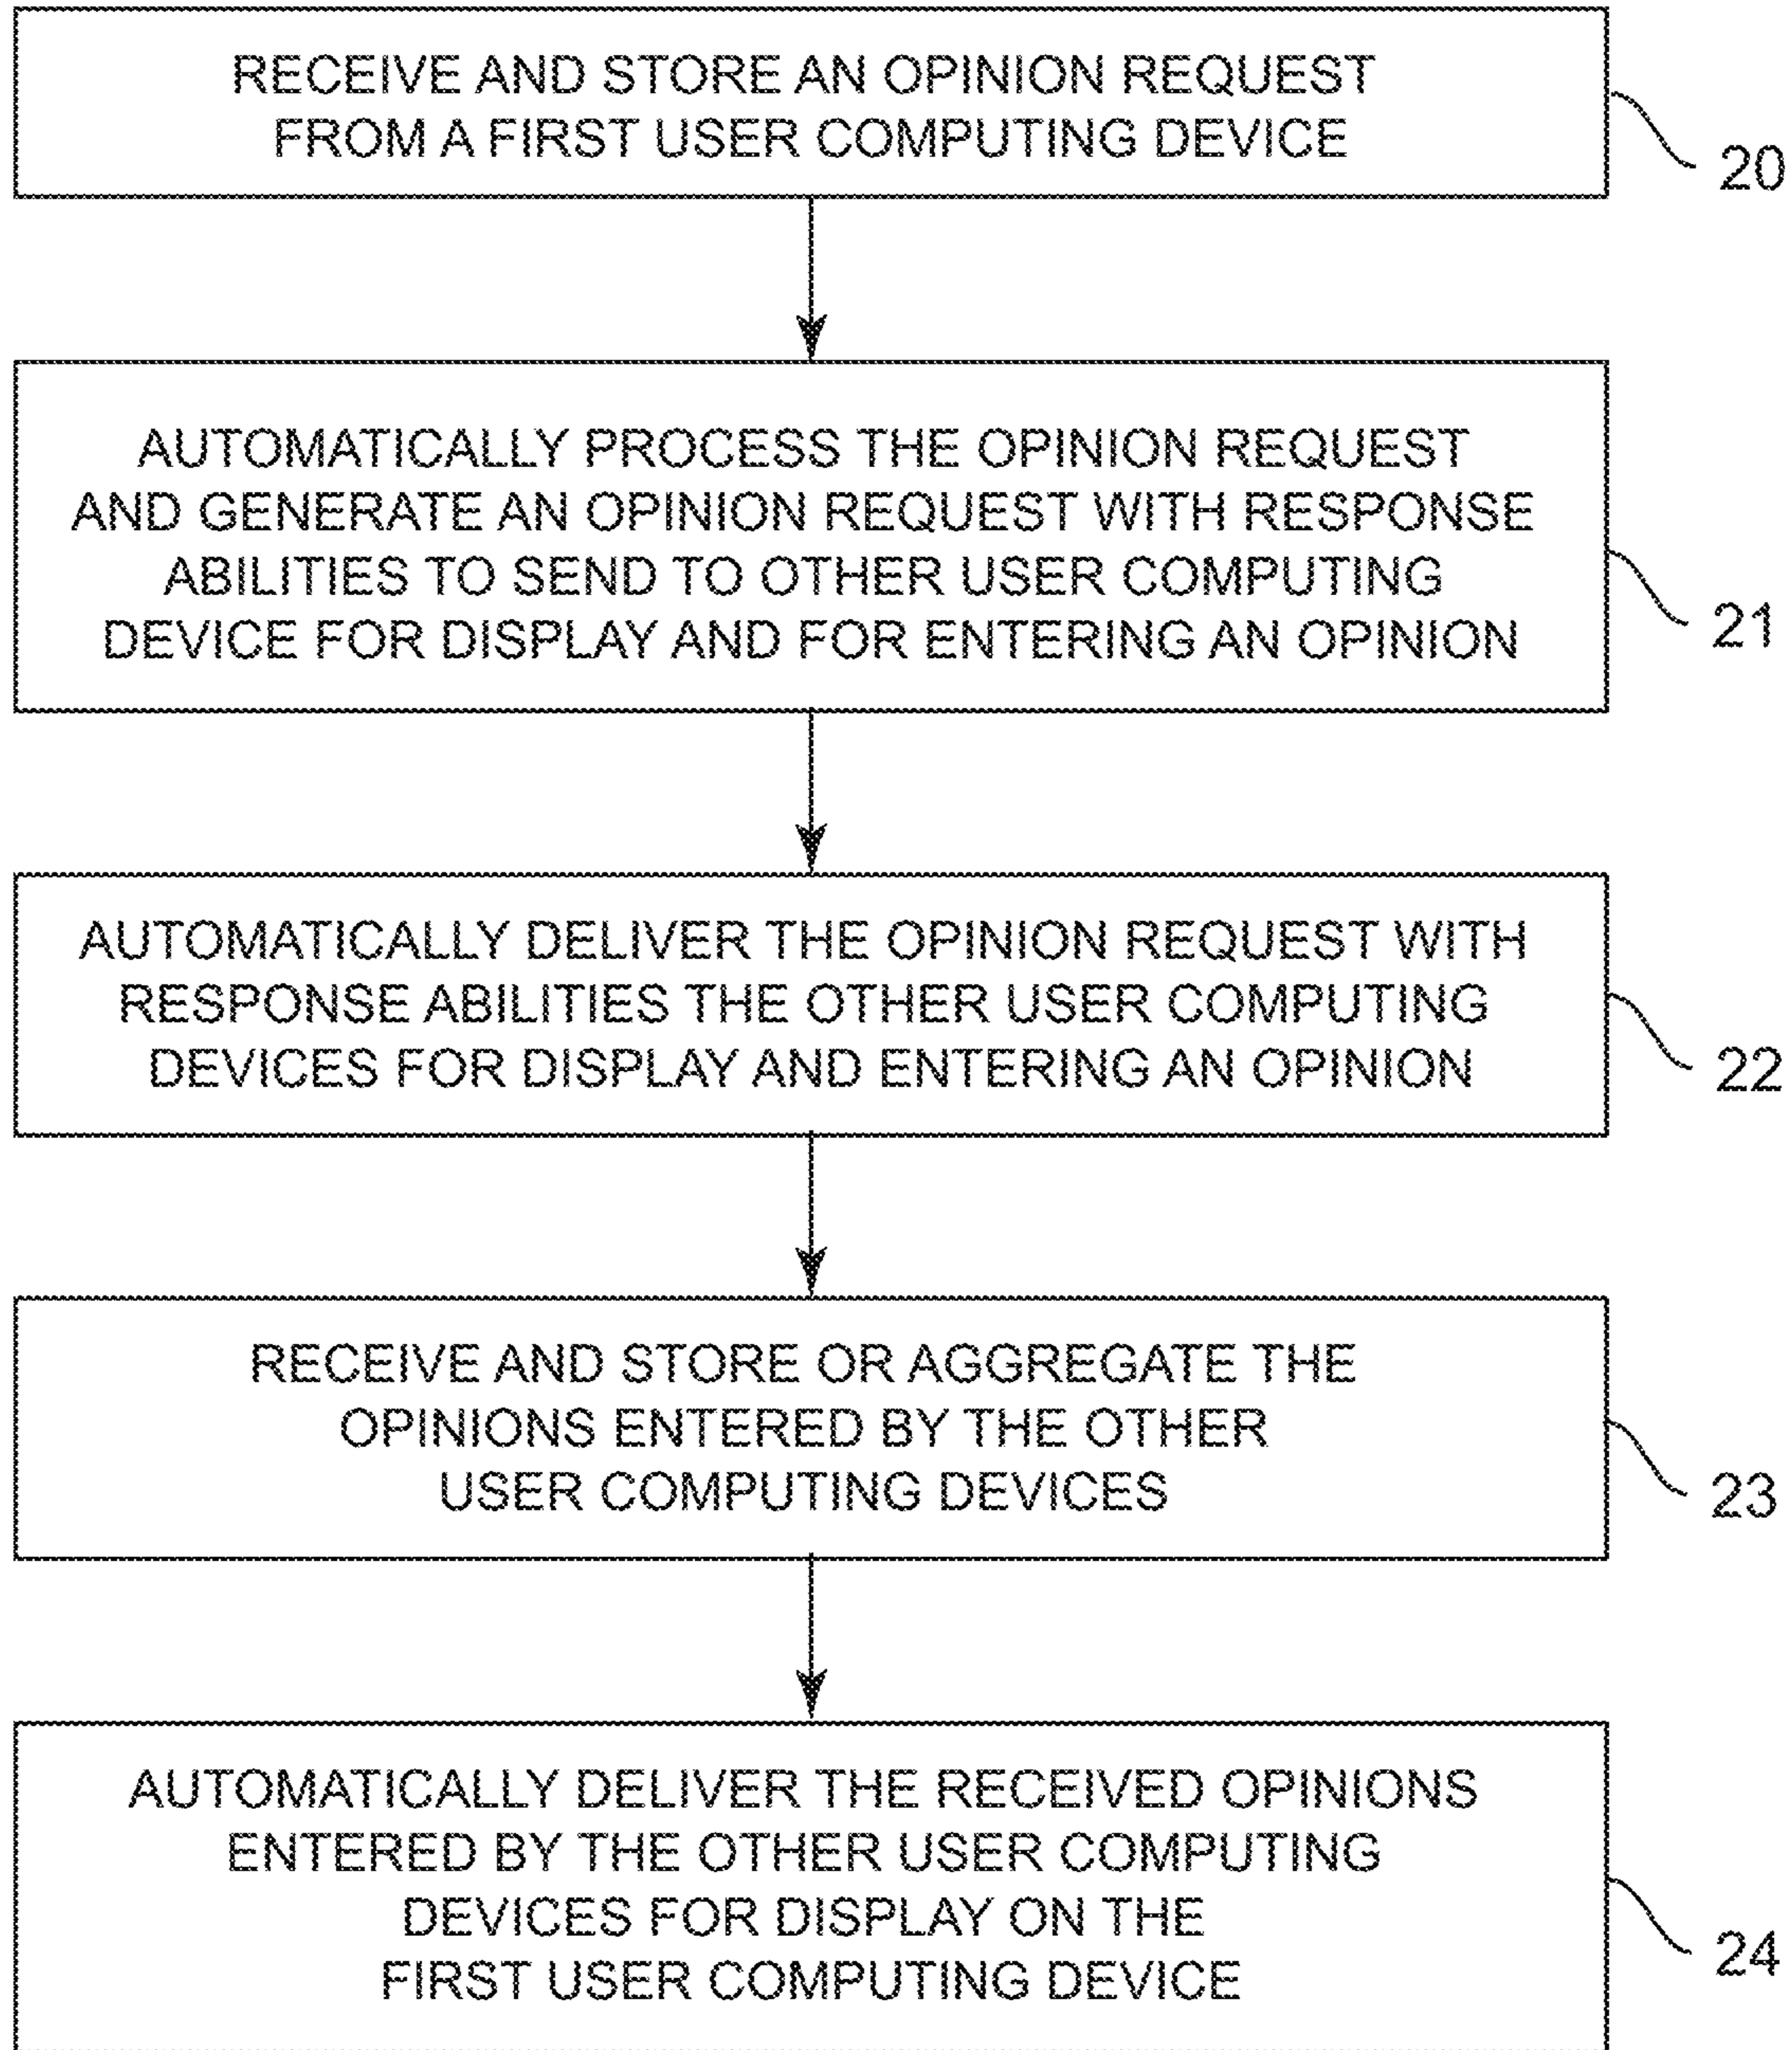 RECEIVE AND STORE AN OPINION REQUEST
FROM A FIRST USER COMPUTING DEVICE
20
AUTOMATICALLY PROCESS THE OPINION REQUEST
AND GENERATE AN OPINION REQUEST WITH RESPONSE
ABILITIES TO SEND TO OTHER USER COMPUTING
DEVICE FOR DISPLAY AND FOR ENTERING AN OPINION
21
AUTOMATICALLY DELIVER THE OPINION REQUEST WITH
RESPONSE ABILITIES THE OTHER USER COMPUTING
DEVICES FOR DISPLAY AND ENTERING AN OPINION
22
RECEIVE AND STORE OR AGGREGATE THE
OPINIONS ENTERED BY THE OTHER
USER COMPUTING DEVICES
23
AUTOMATICALLY DELIVER THE RECEIVED OPINIONS
ENTERED BY THE OTHER USER COMPUTING
DEVICES FOR DISPLAY ON THE
FIRST USER COMPUTING DEVICE
24